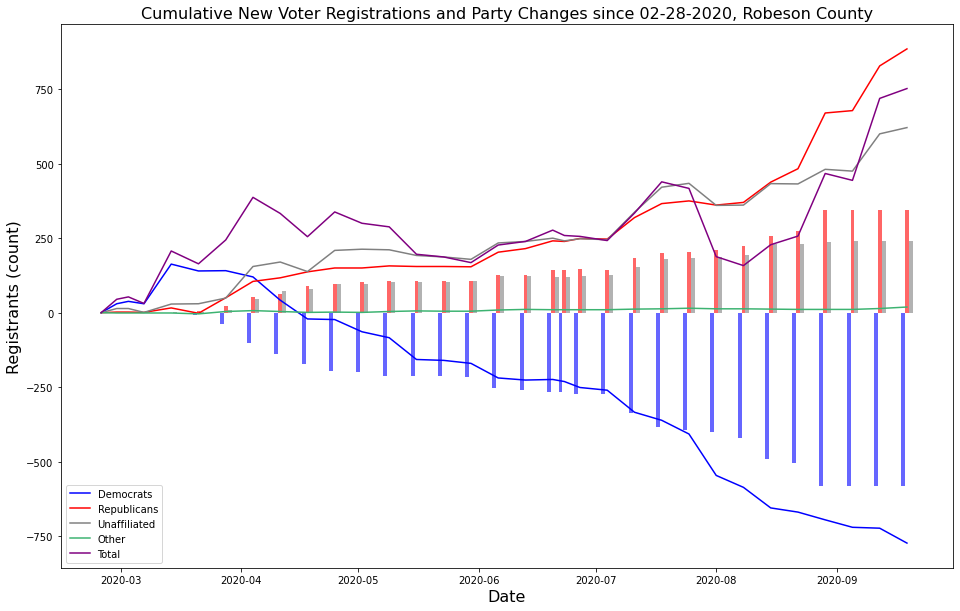 Cumulative New Voter Registrations and Party Changes since 02-28-2020, Robeson County
Registrants (count)
750
500
250
0
−250
−500
−750
Democrats
Republicans
Unaffiliated
Other
Total
2020-03
2020-04
2020-05
2020-06
2020-07
2020-08
2020-09
Date